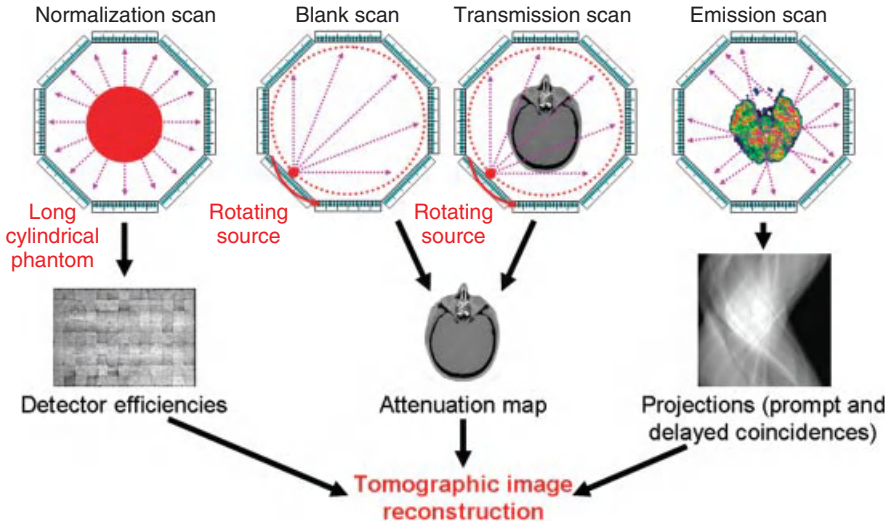 Normalization scan
Blank scan
Transmission scan
Emission scan
Long
cylindrical
phantom
Rotating
source
Rotating
source
Detector efficiencies
Attenuation map
Projections (prompt and
delayed coincidences)
Tomographic image
reconstruction